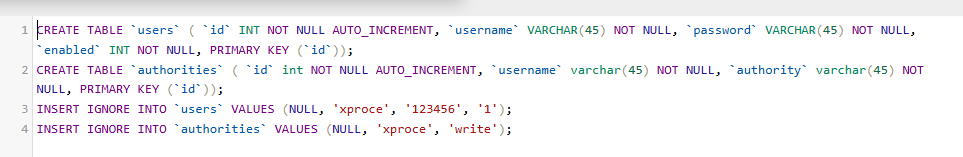 1 CREATE TABLE `users` ( `id` INT NOT NULL AUTO_INCREMENT, `username` VARCHAR(45) NOT NULL, `password` VARCHAR(45) NOT NULL,
`enabled` INT NOT NULL, PRIMARY KEY (`id`));
2 CREATE TABLE `authorities` ( `id` int NOT NULL AUTO_INCREMENT, `username` varchar(45) NOT NULL, `authority` varchar(45) NOT
NULL, PRIMARY KEY (`id`));
3 INSERT IGNORE INTO `users` VALUES (NULL, 'xproce', '123456', '1');
4 INSERT IGNORE INTO `authorities` VALUES (NULL, 'xproce', 'write');